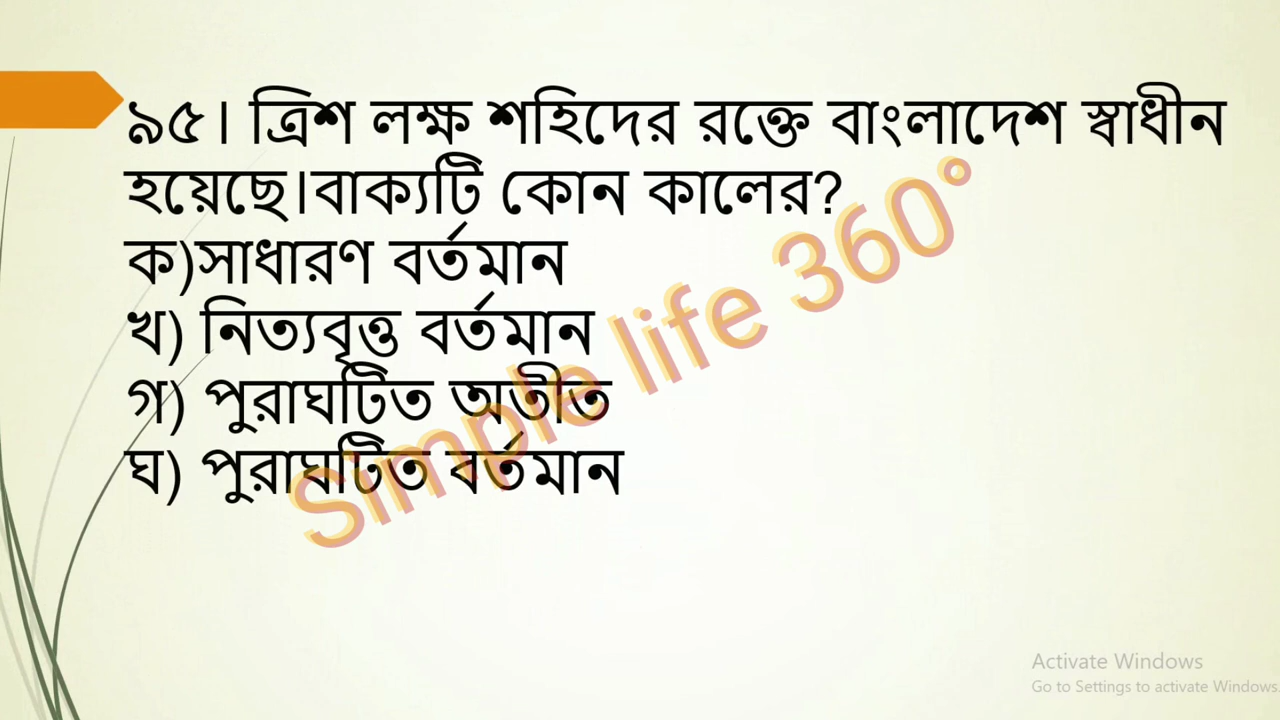 ৯৫। ত্রিশ লক্ষ শহিদের রক্তে বাংলাদেশ স্বাধীন
হয়েছে।বাক্যটি কোন কালের?
ক)সাধারণ বর্তমান
খ) নিত্যবৃত্ত বর্তমান
গ) পুরাঘটিত অতীত
ঘ) পুরাঘটিত বর্তমান
Simple life 360°
Activate Windows
Go to Settings to activate Windows.